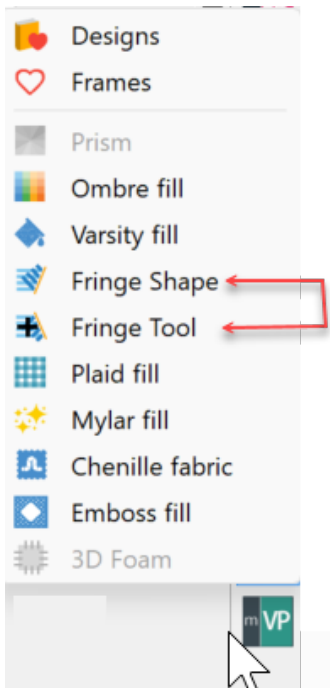 Designs
Frames
Prism
Ombre fill
Varsity fill
Fringe Shape
Fringe Tool
Plaid fill
Mylar fill
Chenille fabric
Emboss fill
3D Foam
m VP